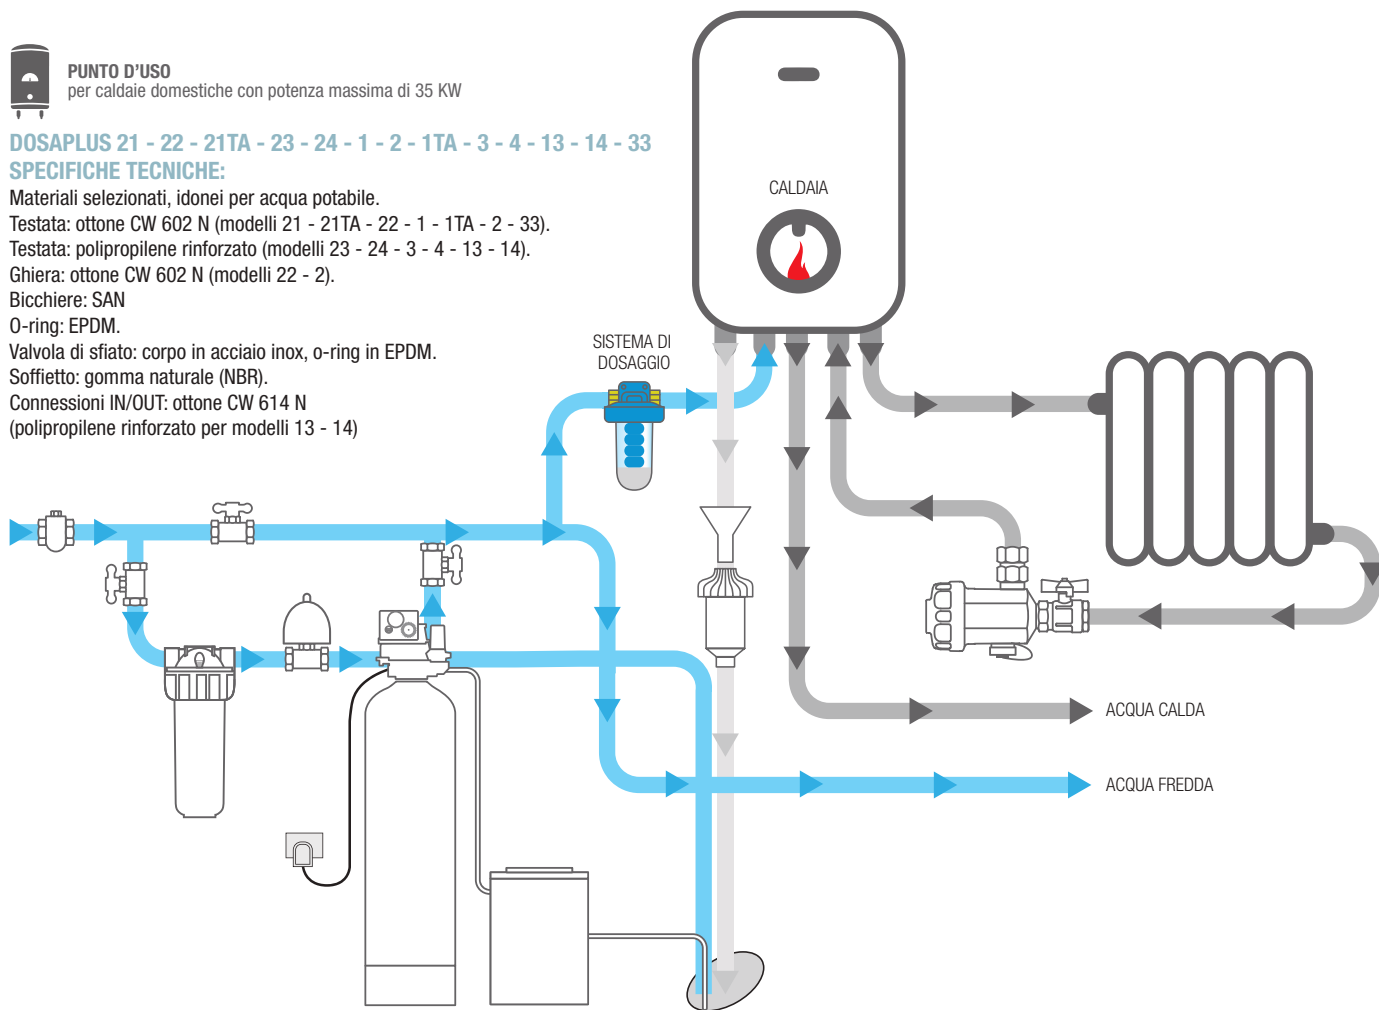 PUNTO D'USO
per caldaie domestiche con potenza massima di 35 KW
DOSAPLUS 21 - 22 - 21TA - 23 - 24 - 1 - 2 - 1TA - 3 - 4 - 13 - 14 - 33
SPECIFICHE TECNICHE:
Materiali selezionati, idonei per acqua potabile.
Testata: ottone CW 602 N (modelli 21 - 21TA - 22 - 1 - 1TA - 2 - 33).
Testata: polipropilene rinforzato (modelli 23 - 24 - 3 - 4 - 13 - 14).
Ghiera: ottone CW 602 N (modelli 22 - 2).
Bicchiere: SAN
O-ring: EPDM.
Valvola di sfiato: corpo in acciaio inox, o-ring in EPDM.
Soffietto: gomma naturale (NBR).
Connessioni IN/OUT: ottone CW 614 N
(polipropilene rinforzato per modelli 13 - 14)
CALDAIA
SISTEMA DI
DOSAGGIO
ACQUA CALDA
ACQUA FREDDA